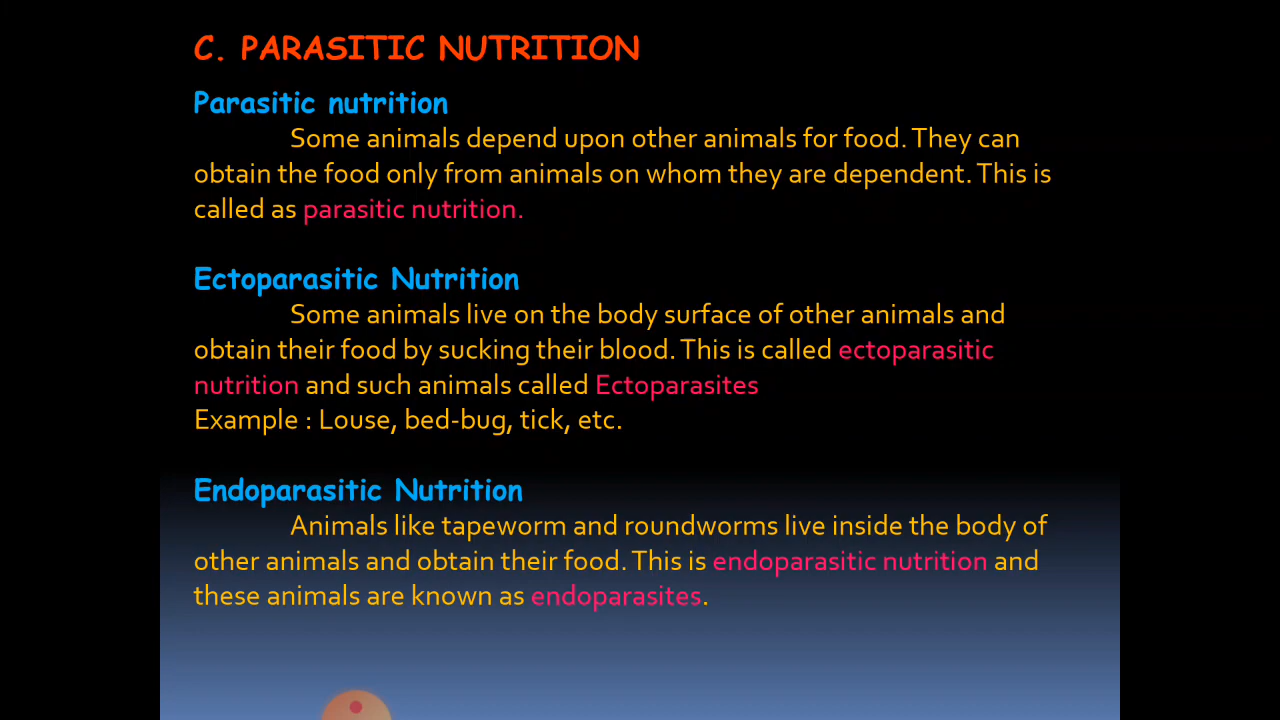 C. PARASITIC NUTRITION
Parasitic nutrition
Some animals depend upon other animals for food. They can
obtain the food only from animals on whom they are dependent. This is
called as parasitic nutrition.
Ectoparasitic Nutrition
Some animals live on the body surface of other animals and
obtain their food by sucking their blood. This is called ectoparasitic
nutrition and such animals called Ectoparasites
Example : Louse, bed-bug, tick, etc.
Endoparasitic Nutrition
Animals like tapeworm and roundworms live inside the body of
other animals and obtain their food. This is endoparasitic nutrition and
these animals are known as endoparasites.